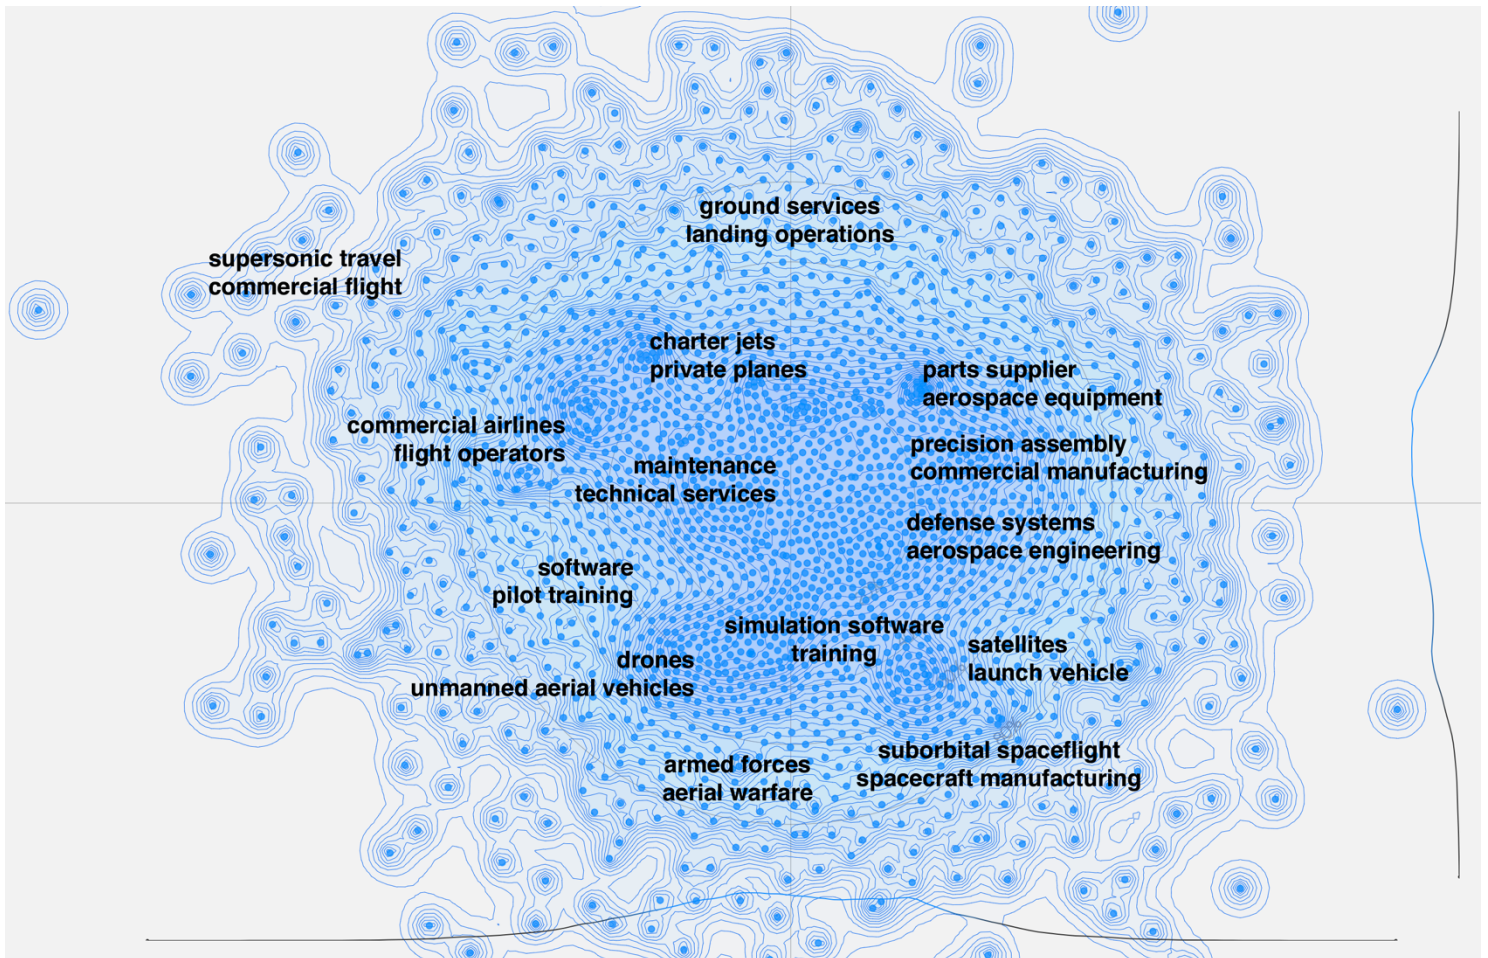 ground services
landing operations
supersonic travel
commercial flight
charter jets
private planes
parts supplier
aerospace equipment
commercial airlines
flight operators
precision assembly
commercial manufacturing
maintenance
technical services
defense systems
aerospace engineering
software
pilot training
simulation software
training
satellites
launch vehicle
drones
unmanned aerial vehicles
suborbital spaceflight
spacecraft manufacturing
armed forces
aerial warfare